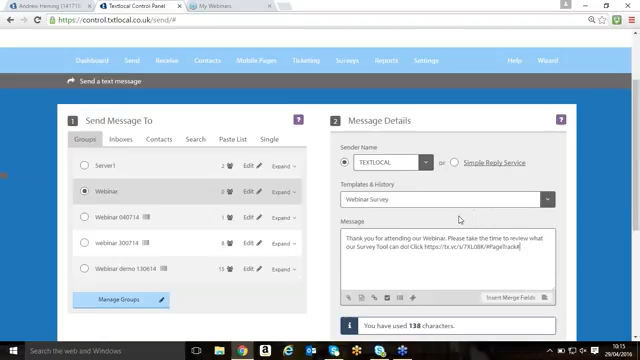 Andrew Heming (17101
Textlocal Control Panel
My Webinars
https://control.txtlocal.co.uk/send/#
Dashboard Send Receive Contacts Mobile Pages Ticketing Surveys Reports Settings Help Wizard
Send a text message
1 Send Message To ?
Groups Inboxes Contacts Search Paste List Single
Server1 2 Edit Expand
Webinar 0 Edit Expand
Webinar 040714 1 Edit Expand
webinar 300714 8 Edit Expand
Webinar demo 130614 15 Edit Expand
Manage Groups
2 Message Details ?
Sender Name
TEXTLOCAL or Simple Reply Service
Templates & History
Webinar Survey
Message
Thank you for attending our Webinar. Please take the time to review what
our Survey Tool can do! Click https://tx.vc/s/7XL08K/#PageTrack#
Insert Merge Fields
You have used 138 characters.
Search the web and Windows
10:15
29/04/2016